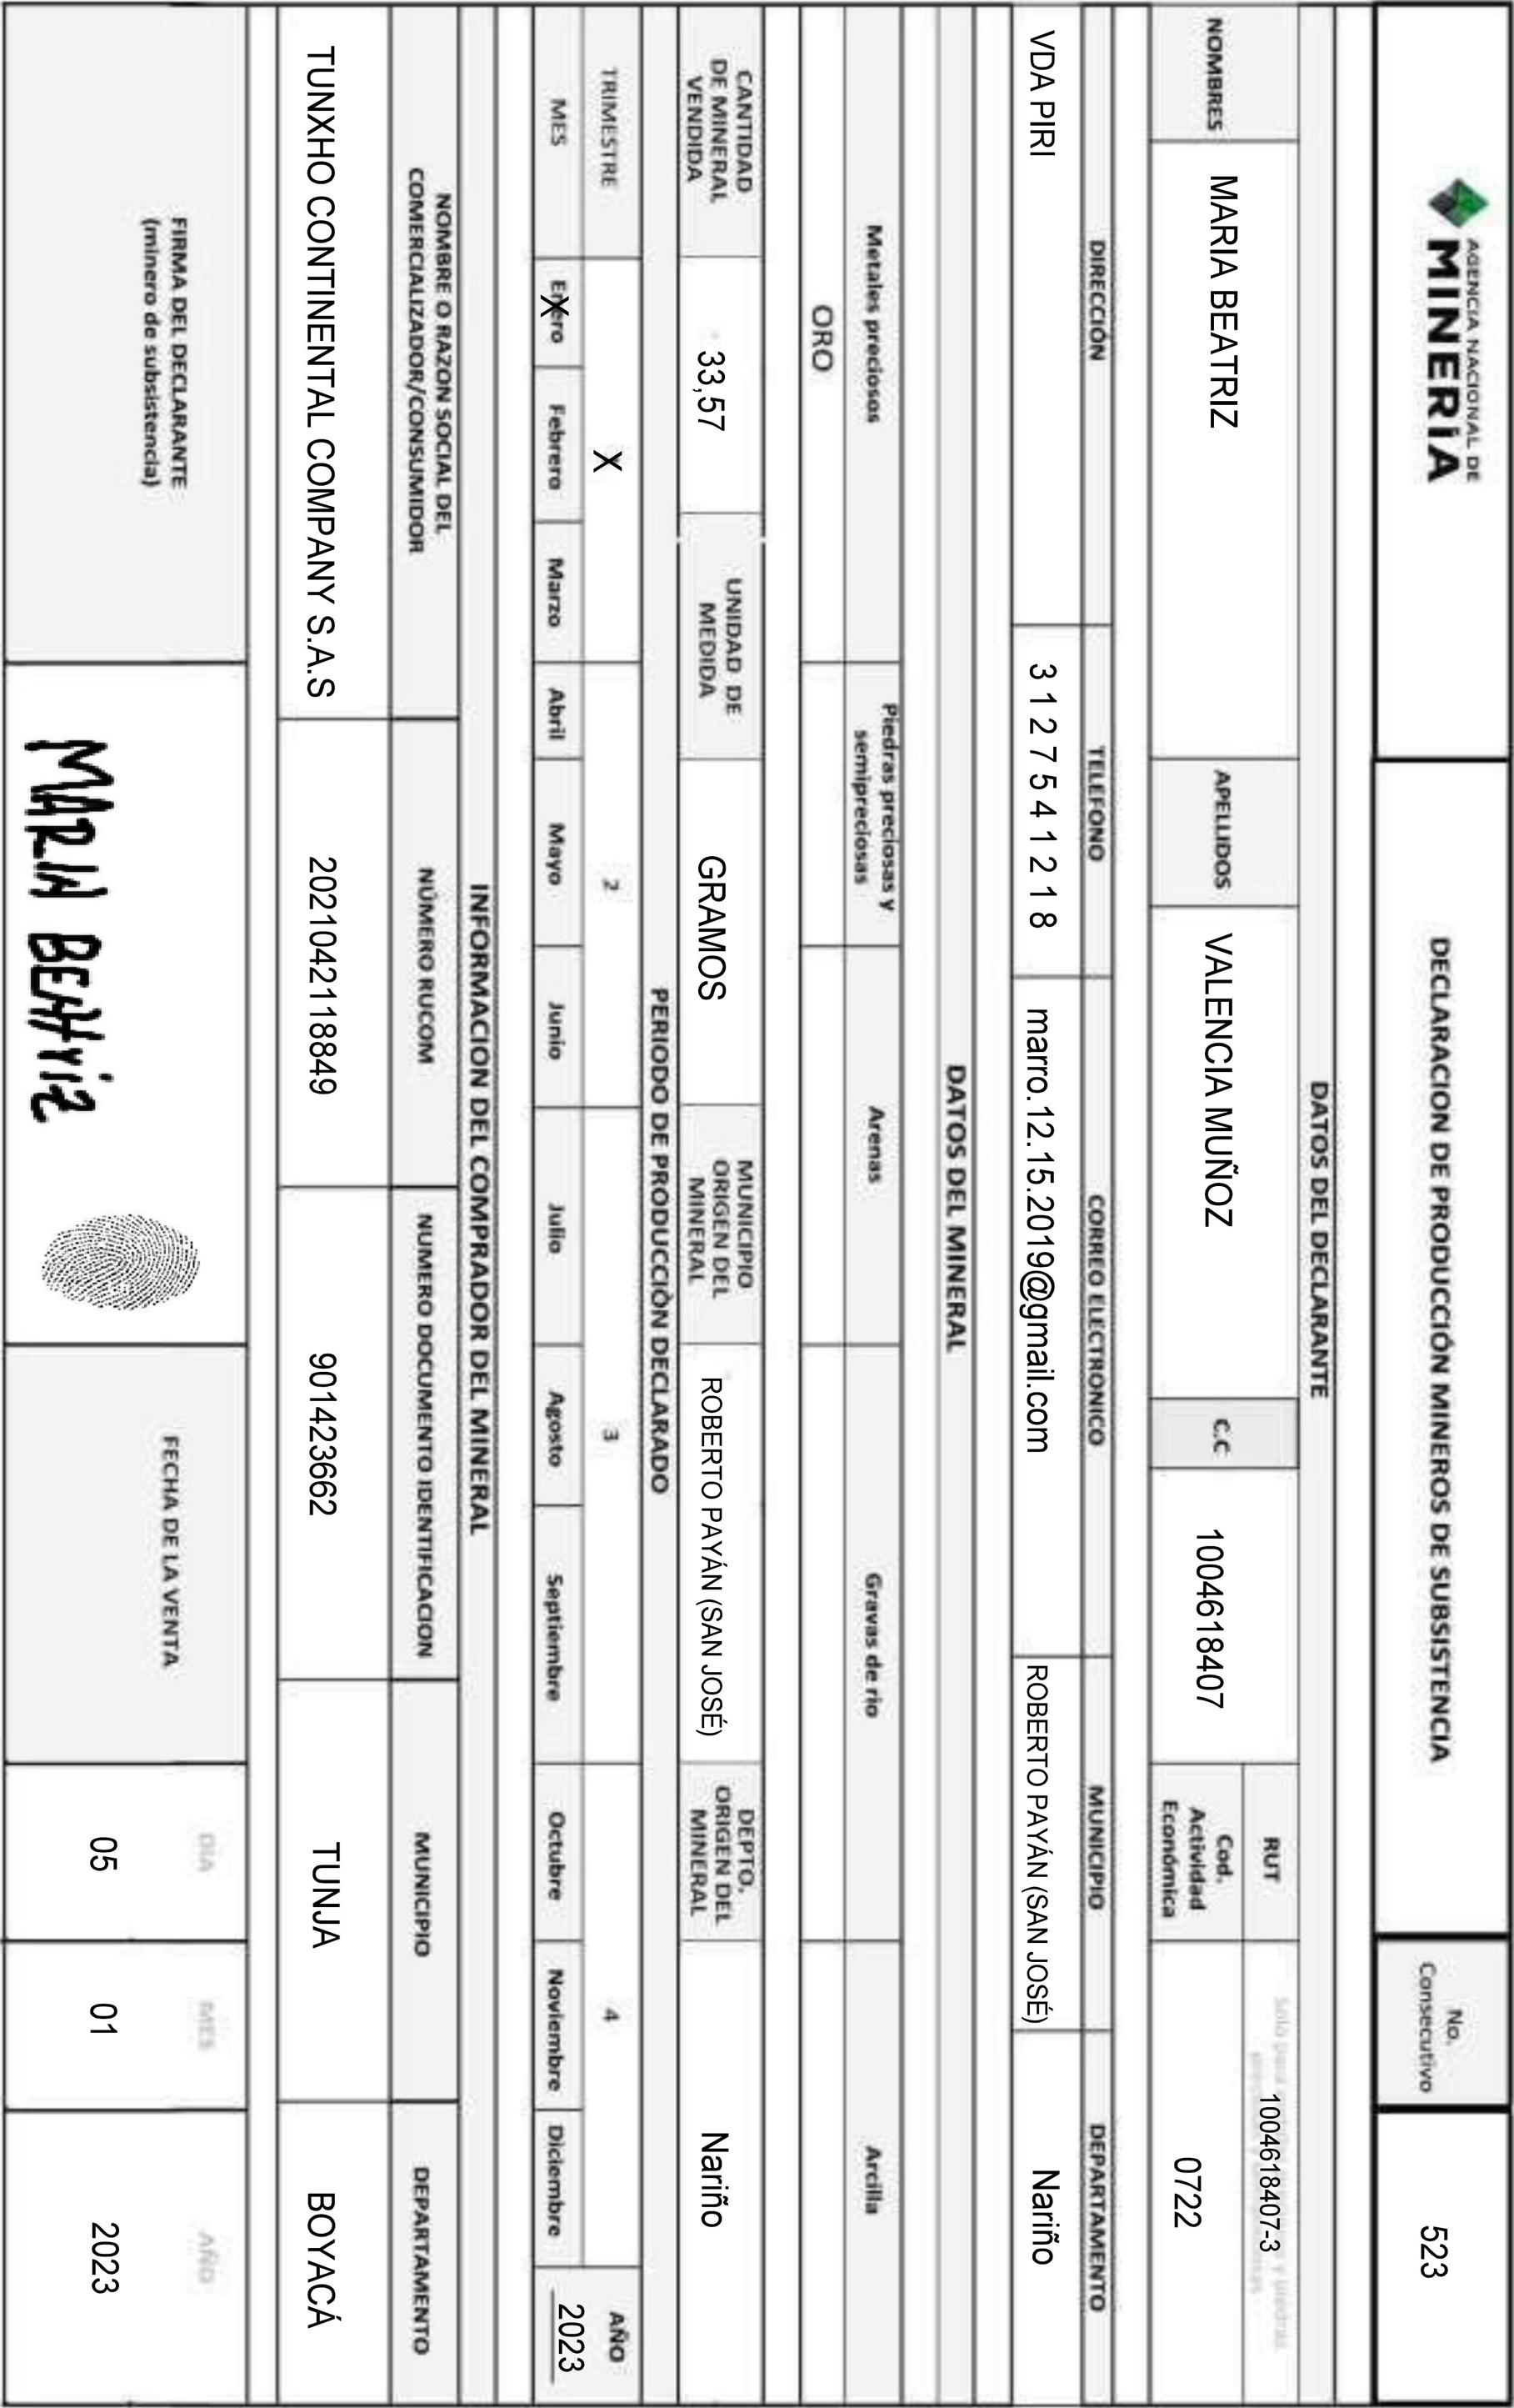 AGENCIA NACIONAL DE
MINERÍA
DECLARACION DE PRODUCCIÓN MINEROS DE SUBSISTENCIA
No.
Consecutivo
523
DATOS DEL DECLARANTE
NOMBRES
MARIA BEATRIZ
APELLIDOS
VALENCIA MUÑOZ
C.C
1004618407
RUT
Solo para
1004618407-3
y piedras
Cod.
Actividad
Económica
0722
DIRECCIÓN
TELEFONO
CORREO ELECTRONICO
MUNICIPIO
DEPARTAMENTO
VDA PIRI
3 1 2 7 5 4 1 2 1 8
marro.12.15.2019@gmail.com
ROBERTO PAYÁN (SAN JOSÉ)
Nariño
DATOS DEL MINERAL
Metales preciosos
Piedras preciosas y
semipreciosas
Arenas
Gravas de rio
Arcilla
ORO
CANTIDAD
DE MINERAL
VENDIDA
33,57
UNIDAD DE
MEDIDA
GRAMOS
MUNICIPIO
ORIGEN DEL
MINERAL
ROBERTO PAYÁN (SAN JOSÉ)
DEPTO.
ORIGEN DEL
MINERAL
Nariño
PERIODO DE PRODUCCIÓN DECLARADO
TRIMESTRE
X
2
3
4
AÑO
MES
Enero
X
Febrero
Marzo
Abril
Mayo
Junio
Julio
Agosto
Septiembre
Octubre
Noviembre
Diciembre
2023
INFORMACIÓN DEL COMPRADOR DEL MINERAL
NOMBRE O RAZON SOCIAL DEL
COMERCIALIZADOR/CONSUMIDOR
NÚMERO RUCOM
NUMERO DOCUMENTO IDENTIFICACION
MUNICIPIO
DEPARTAMENTO
TUNXHO CONTINENTAL COMPANY S.A.S
2021042118849
901423662
TUNJA
BOYACÁ
FIRMA DEL DECLARANTE
(minero de subsistencia)
MARIA BEAtriz
FECHA DE LA VENTA
DIA
MES
AÑO
05
01
2023